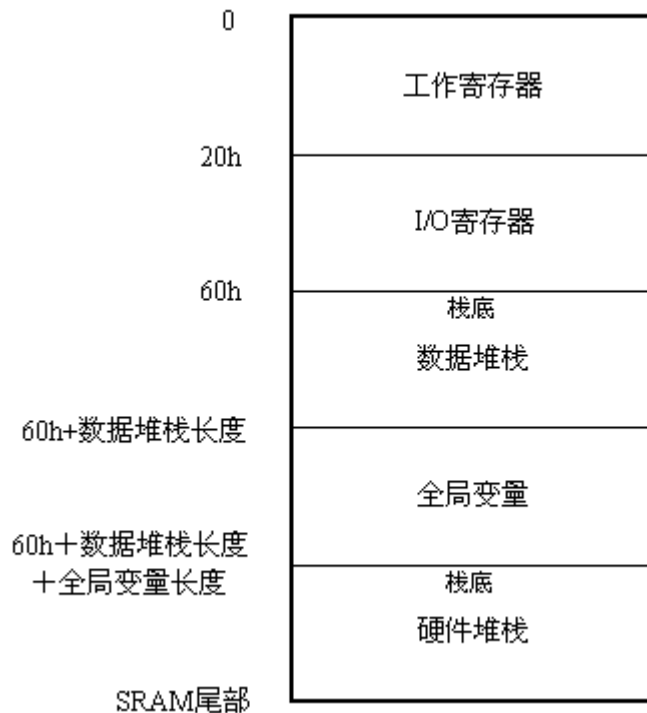 0
工作寄存器
20h
I/O寄存器
60h
栈底
数据堆栈
60h+数据堆栈长度
全局变量
60h＋数据堆栈长度
＋全局变量长度
栈底
硬件堆栈
SRAM尾部